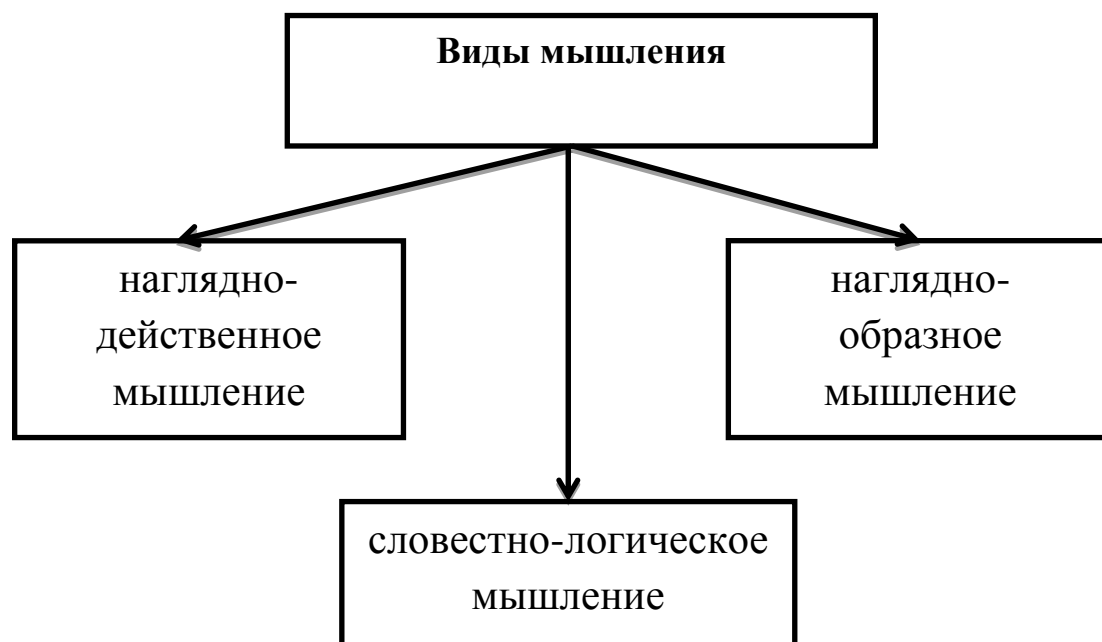 Виды мышления
наглядно-
действенное
мышление
наглядно-
образное
мышление
словестно-логическое
мышление